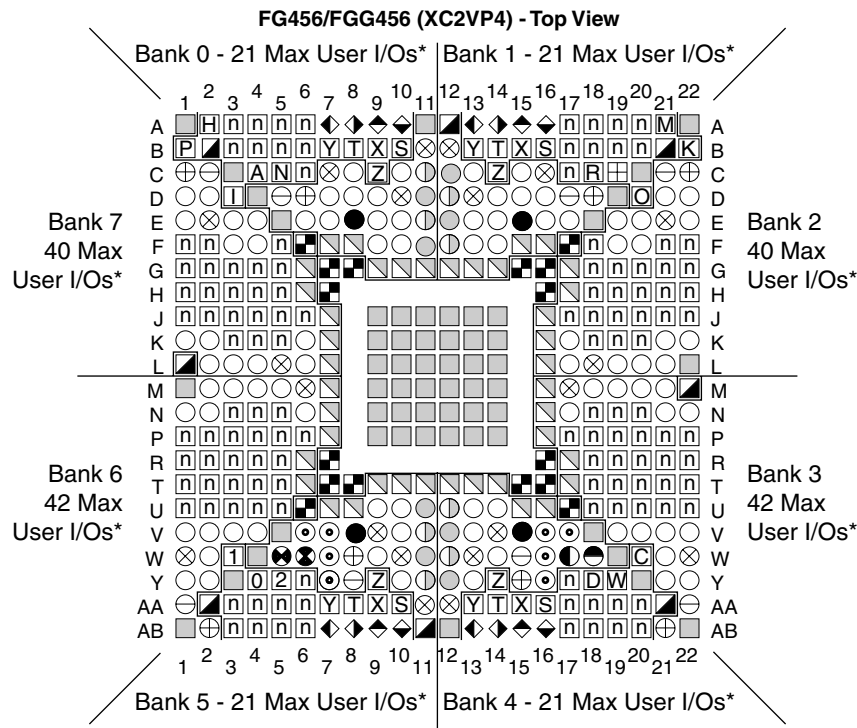 FG456/FGG456 (XC2VP4) - Top View
Bank 0 - 21 Max User I/Os* Bank 1 - 21 Max User I/Os*
1 2 3 4 5 6 7 8 9 10 11 12 13 14 15 16 17 18 19 20 21 22
A H n n n n n n n n M A
B P n n n n Y T X S Y T X S n n n n K B
C A N n Z Z n R C
D I O D
E E
F n n n n n n F
G n n n n n n n n n n G
H n n n n n n n n n n H
J n n n n n n n n n n n n J
K n n n n n n n n K
L L
M M
N n n n n n n n n N
P n n n n n n n n n n n n P
R n n n n n n n n n n R
T n n n n n n n n n n T
U n n n n n n U
V V
W 1 C W
Y 0 2 n Z Z n D W Y
AA n n n n Y T X S Y T X S n n n n AA
AB n n n n n n n n AB
1 2 3 4 5 6 7 8 9 10 11 12 13 14 15 16 17 18 19 20 21 22
Bank 7
40 Max
User I/Os*
Bank 2
40 Max
User I/Os*
Bank 6
42 Max
User I/Os*
Bank 3
42 Max
User I/Os*
Bank 5 - 21 Max User I/Os* Bank 4 - 21 Max User I/Os*